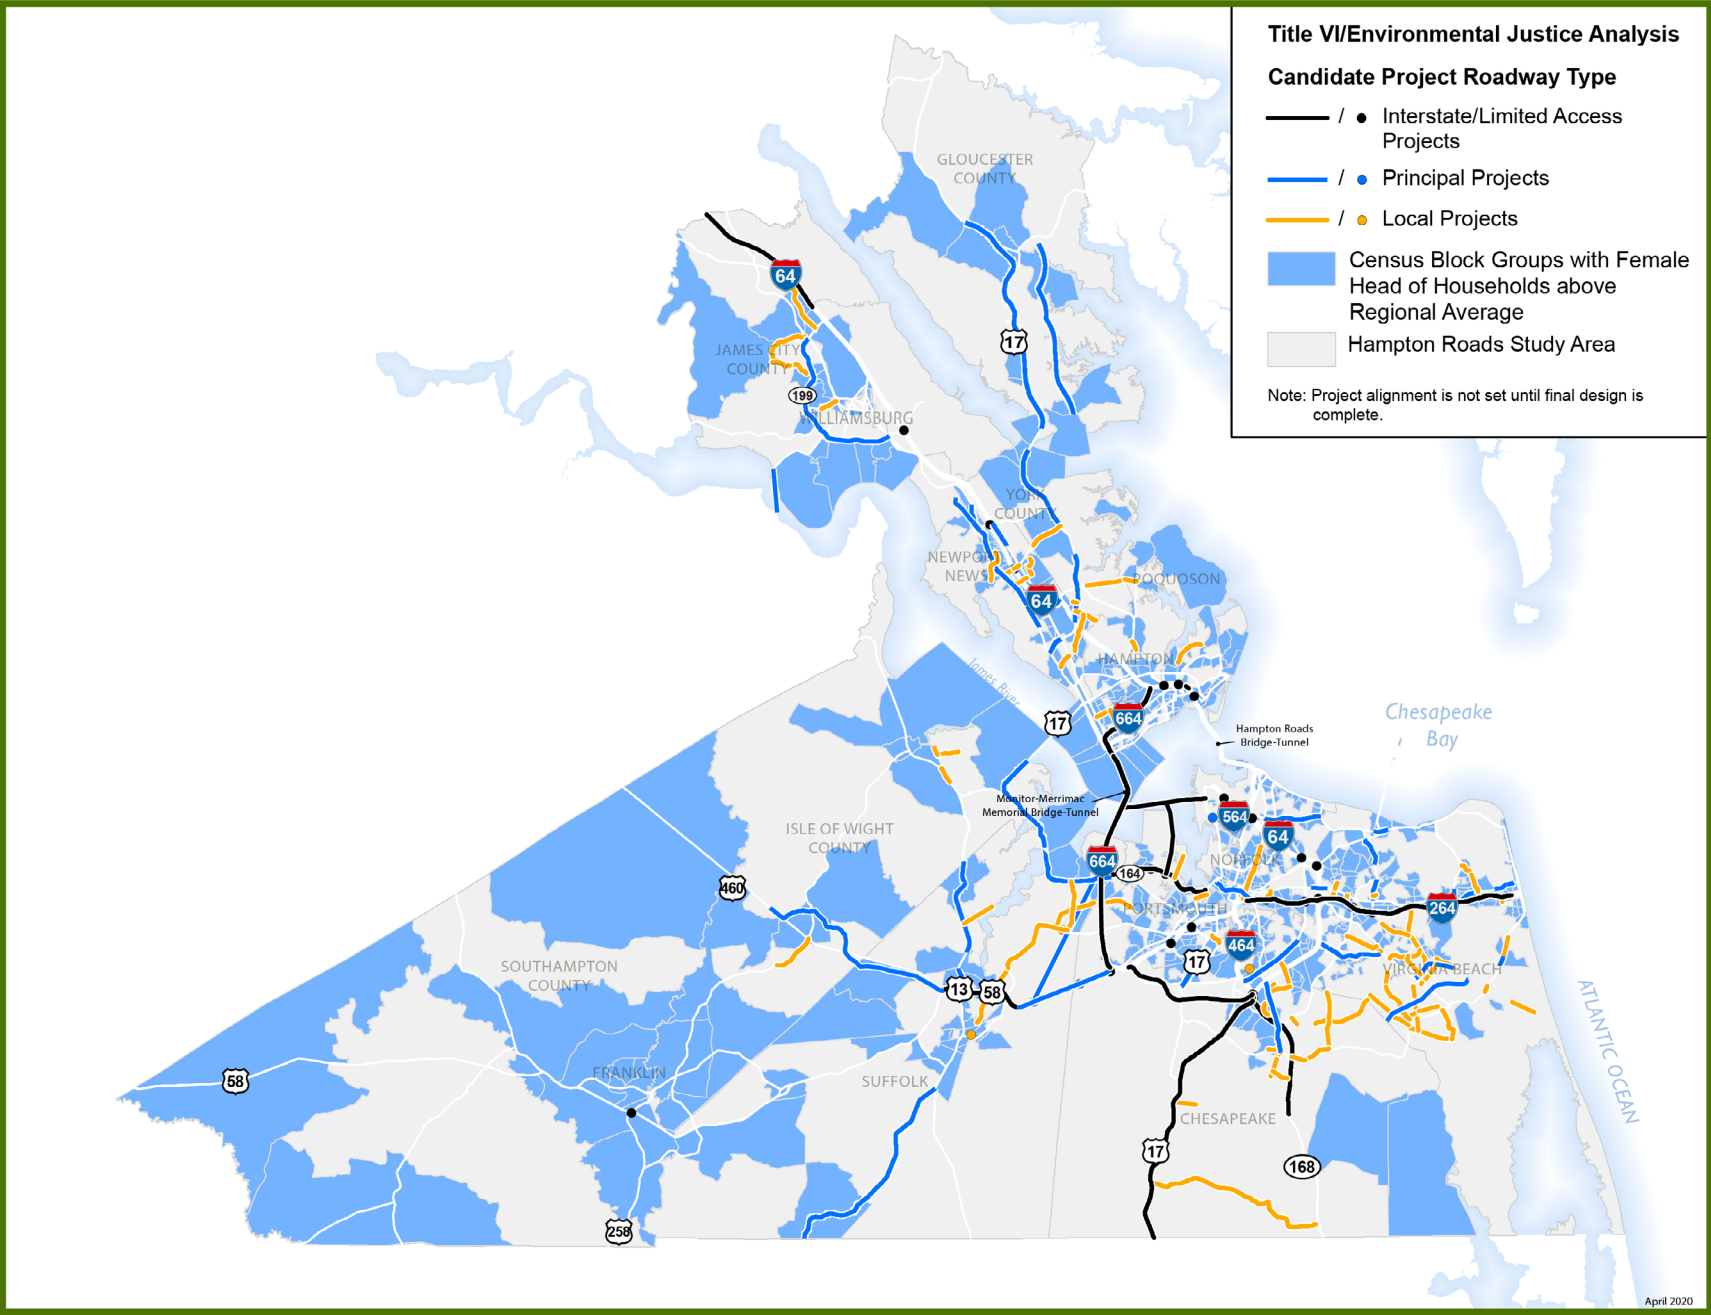 Title VI/Environmental Justice Analysis
Candidate Project Roadway Type
/ Interstate/Limited Access
Projects
/ Principal Projects
/ Local Projects
Census Block Groups with Female
Head of Households above
Regional Average
Hampton Roads Study Area
Note: Project alignment is not set until final design is
complete.
GLOUCESTER
COUNTY
64
17
JAMES CITY
COUNTY
199
WILLIAMSBURG
YORK
COUNTY
NEWPORT
NEWS
64
POQUOSON
HAMPTON
James River
17
664
Hampton Roads
Bridge-Tunnel
Chesapeake
Bay
Monitor-Merrimac
Memorial Bridge-Tunnel
564
64
ISLE OF WIGHT
COUNTY
664
164
NORFOLK
460
PORTSMOUTH
264
464
17
VIRGINIA BEACH
SOUTHAMPTON
COUNTY
13
58
ATLANTIC OCEAN
58
FRANKLIN
SUFFOLK
CHESAPEAKE
17
168
258
April 2020